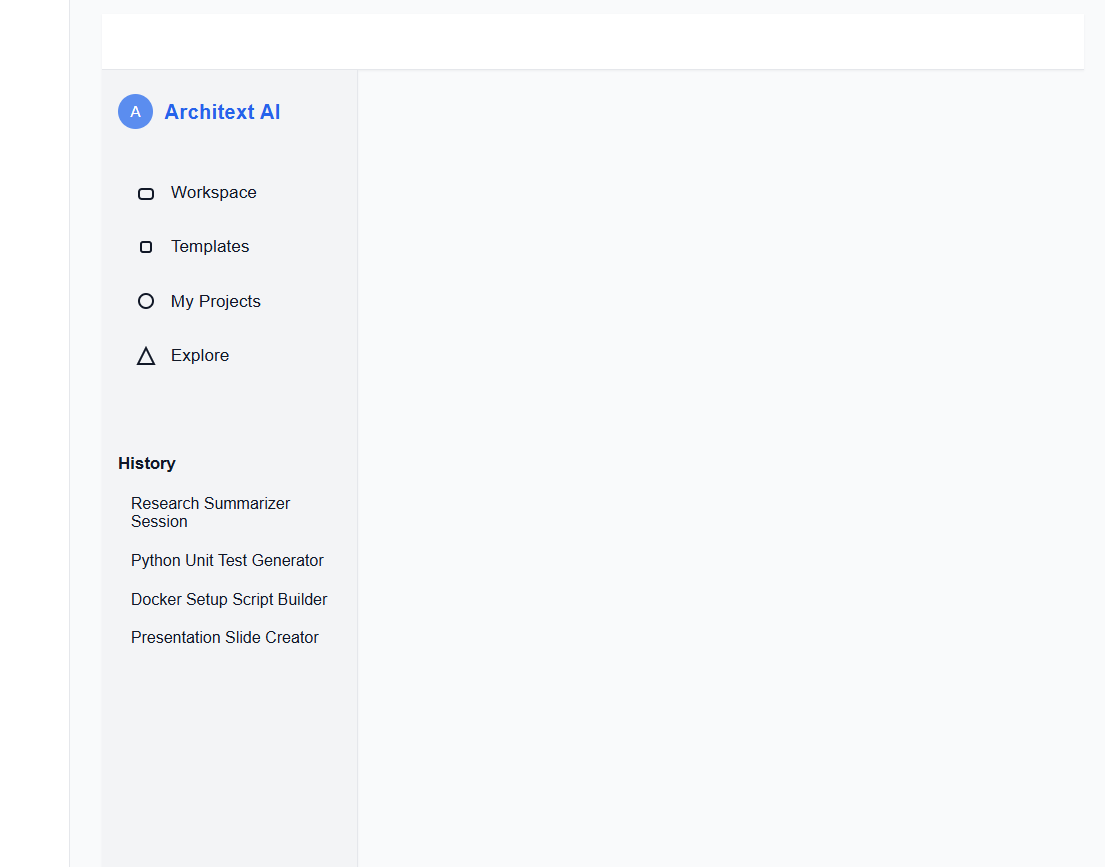 A
Architext AI
Workspace
Templates
My Projects
Explore
History
Research Summarizer
Session
Python Unit Test Generator
Docker Setup Script Builder
Presentation Slide Creator